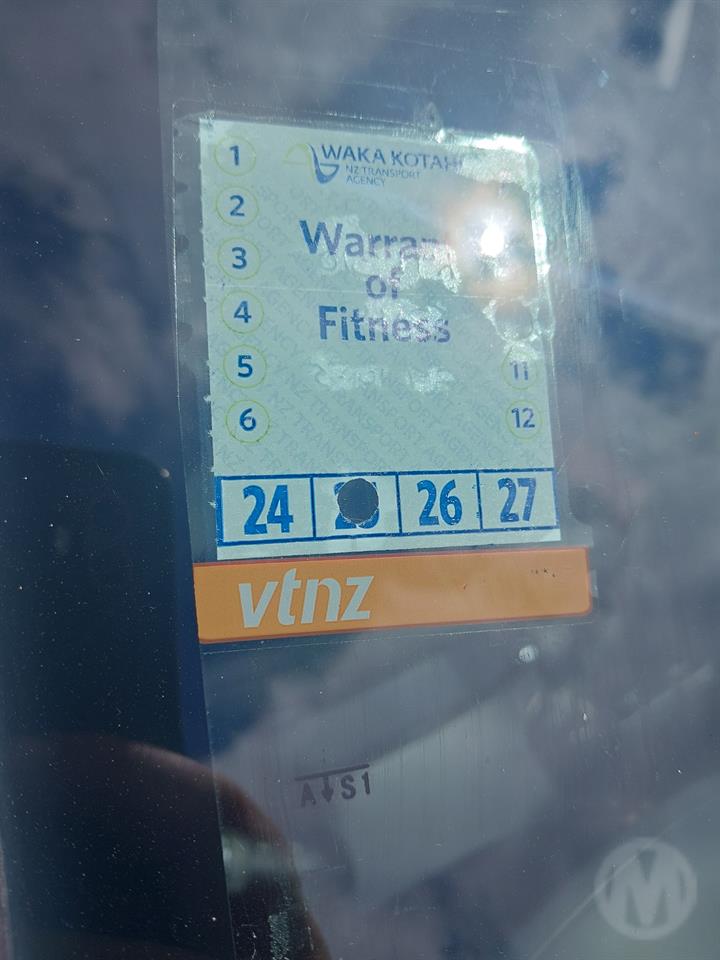 1
WAKA KOTAHI
NZ TRANSPORT
AGENCY
2
Warrant
3
of
4
Fitness
5
11
6
12
24
26
27
vtnz
A↓S1
M